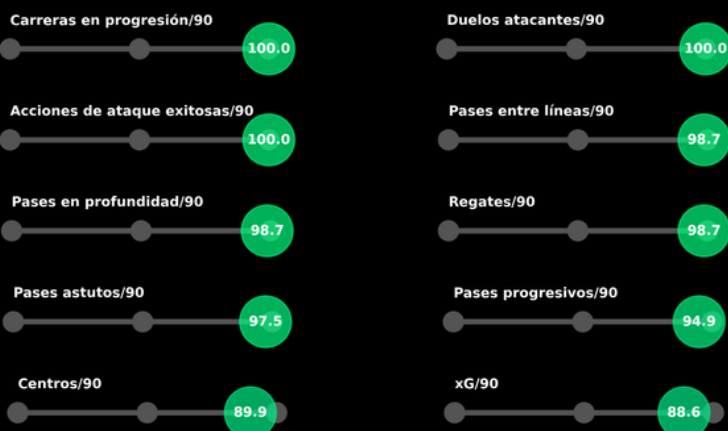 Carreras en progresión/90
100.0
Duelos atacantes/90
100.0
Acciones de ataque exitosas/90
100.0
Pases entre líneas/90
98.7
Pases en profundidad/90
98.7
Regates/90
98.7
Pases astutos/90
97.5
Pases progresivos/90
94.9
Centros/90
89.9
xG/90
88.6